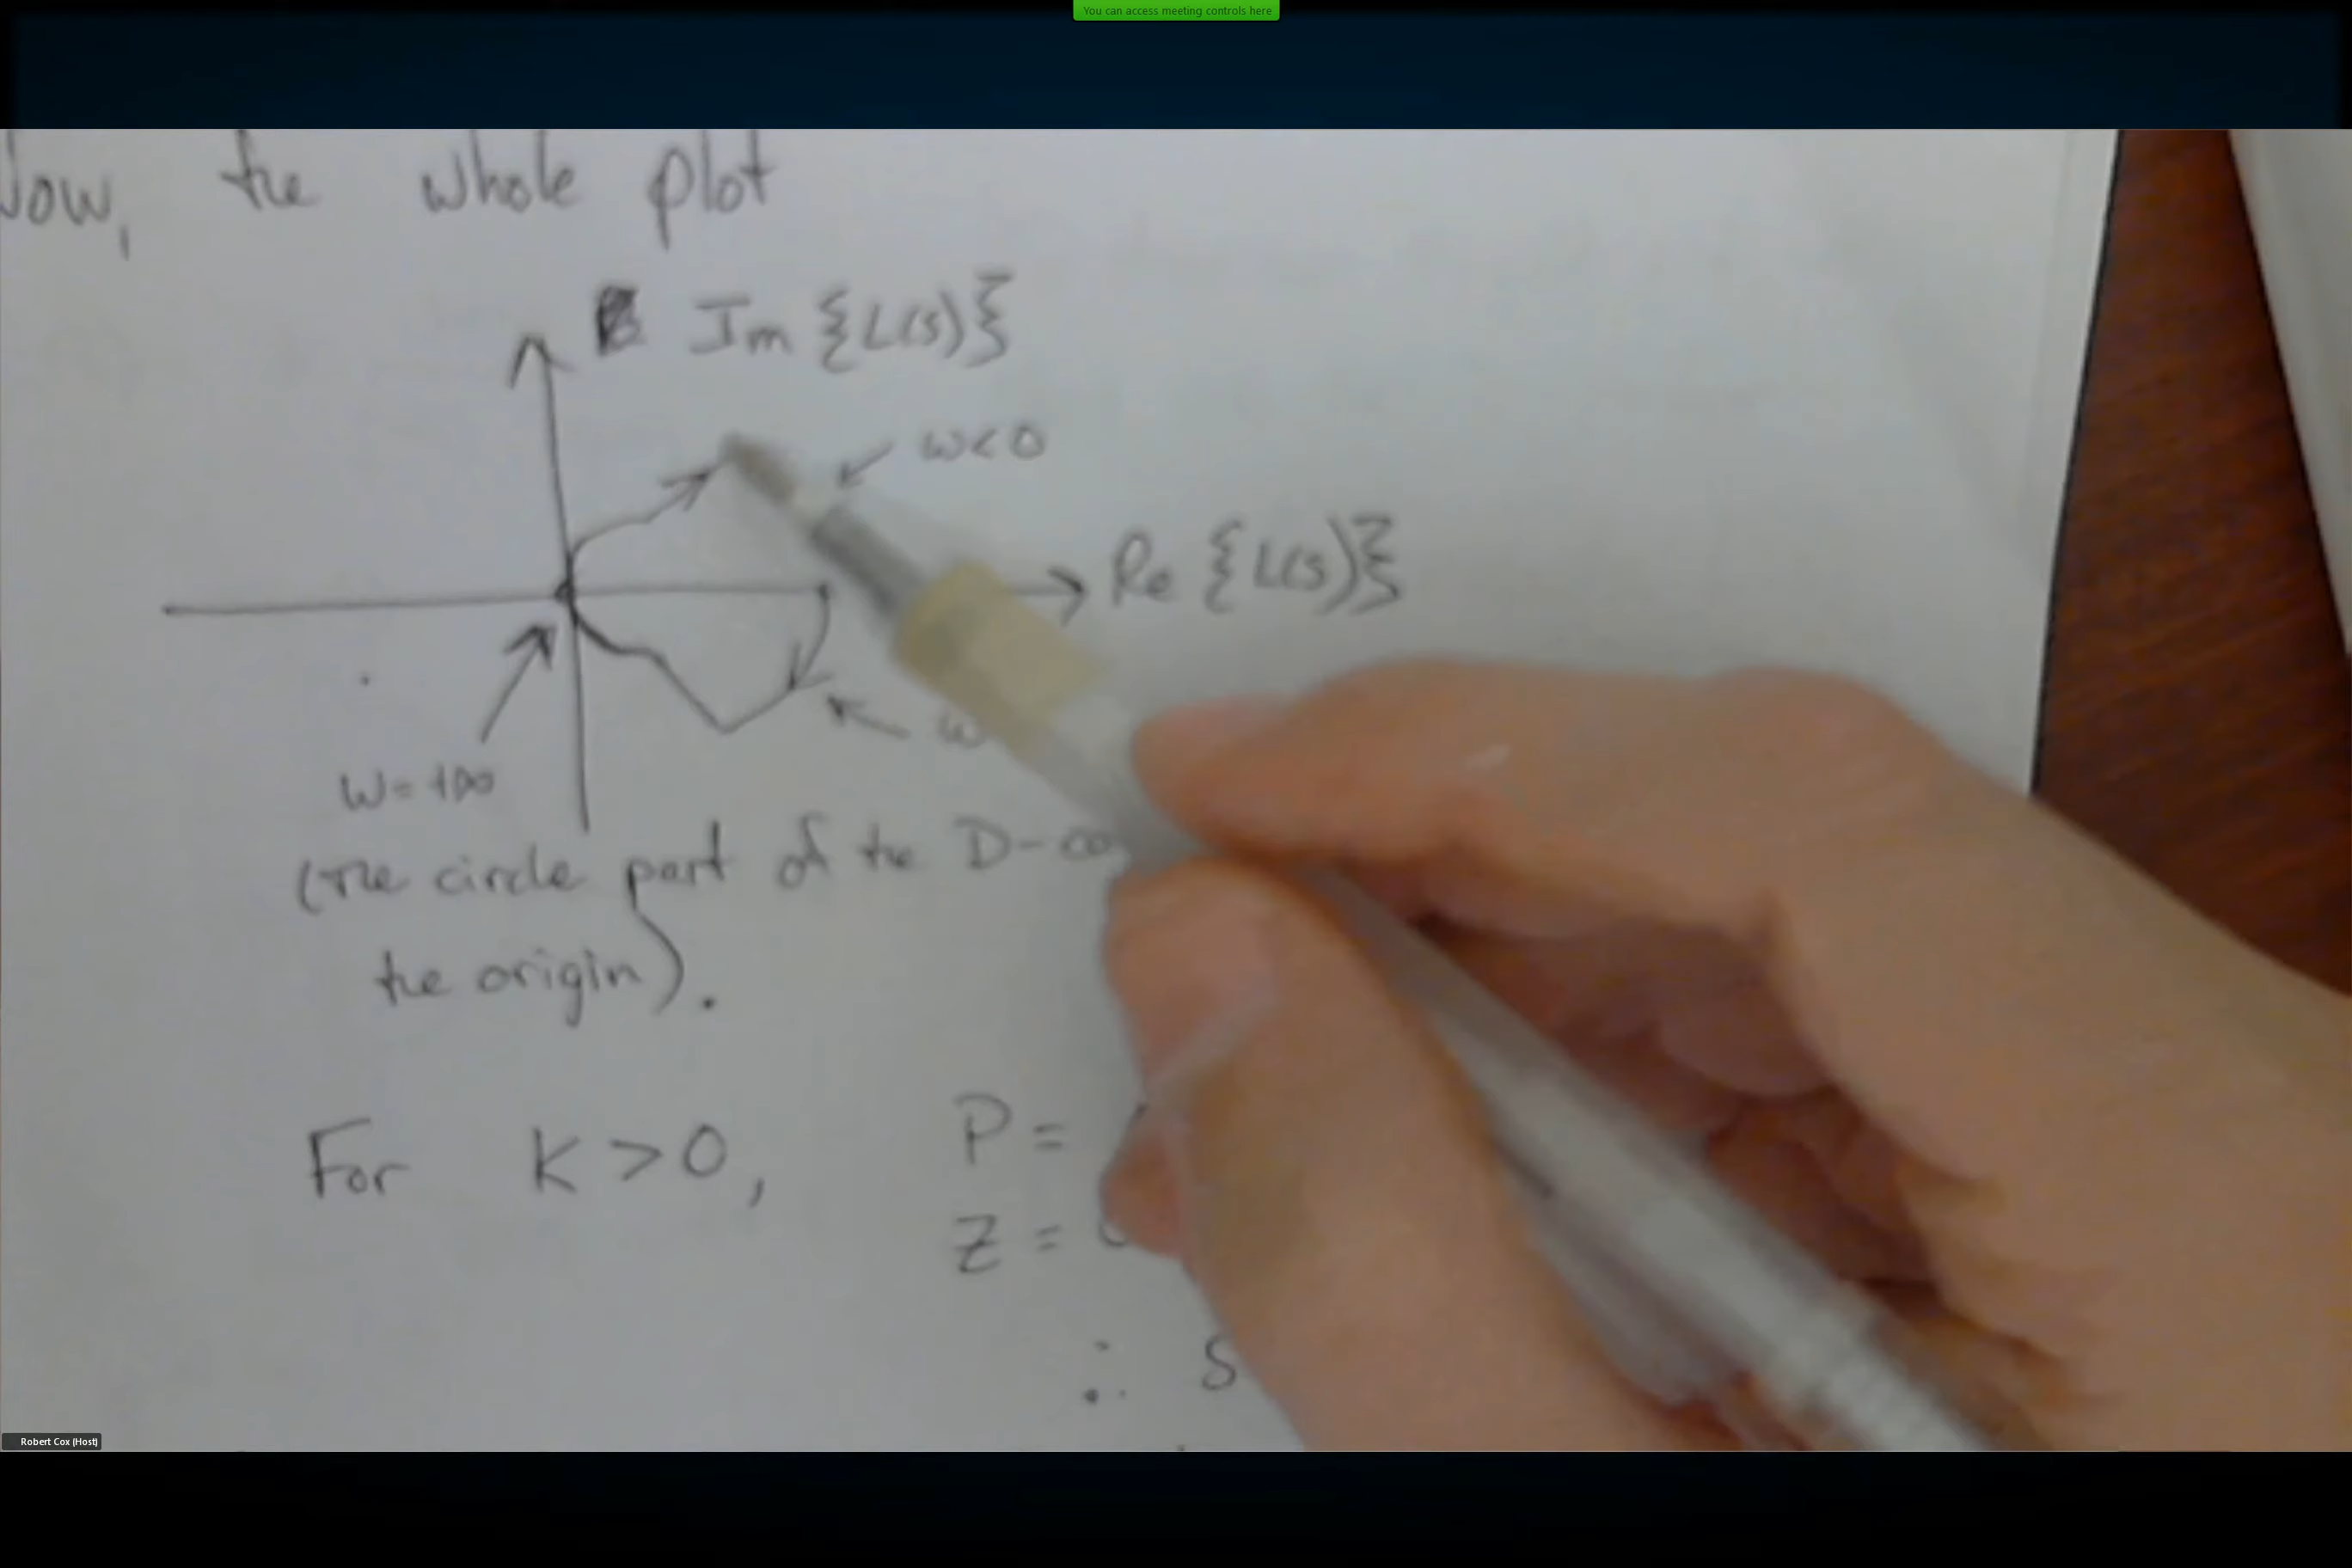 You can access meeting controls here
the whole plot
Im {L(s)}
ω<0
Re {L(s)}
ω
ω=+∞
(The circle part of the D-co
the origin).
For K>0, P=
Z=
∴ S
Robert Cox (Host)